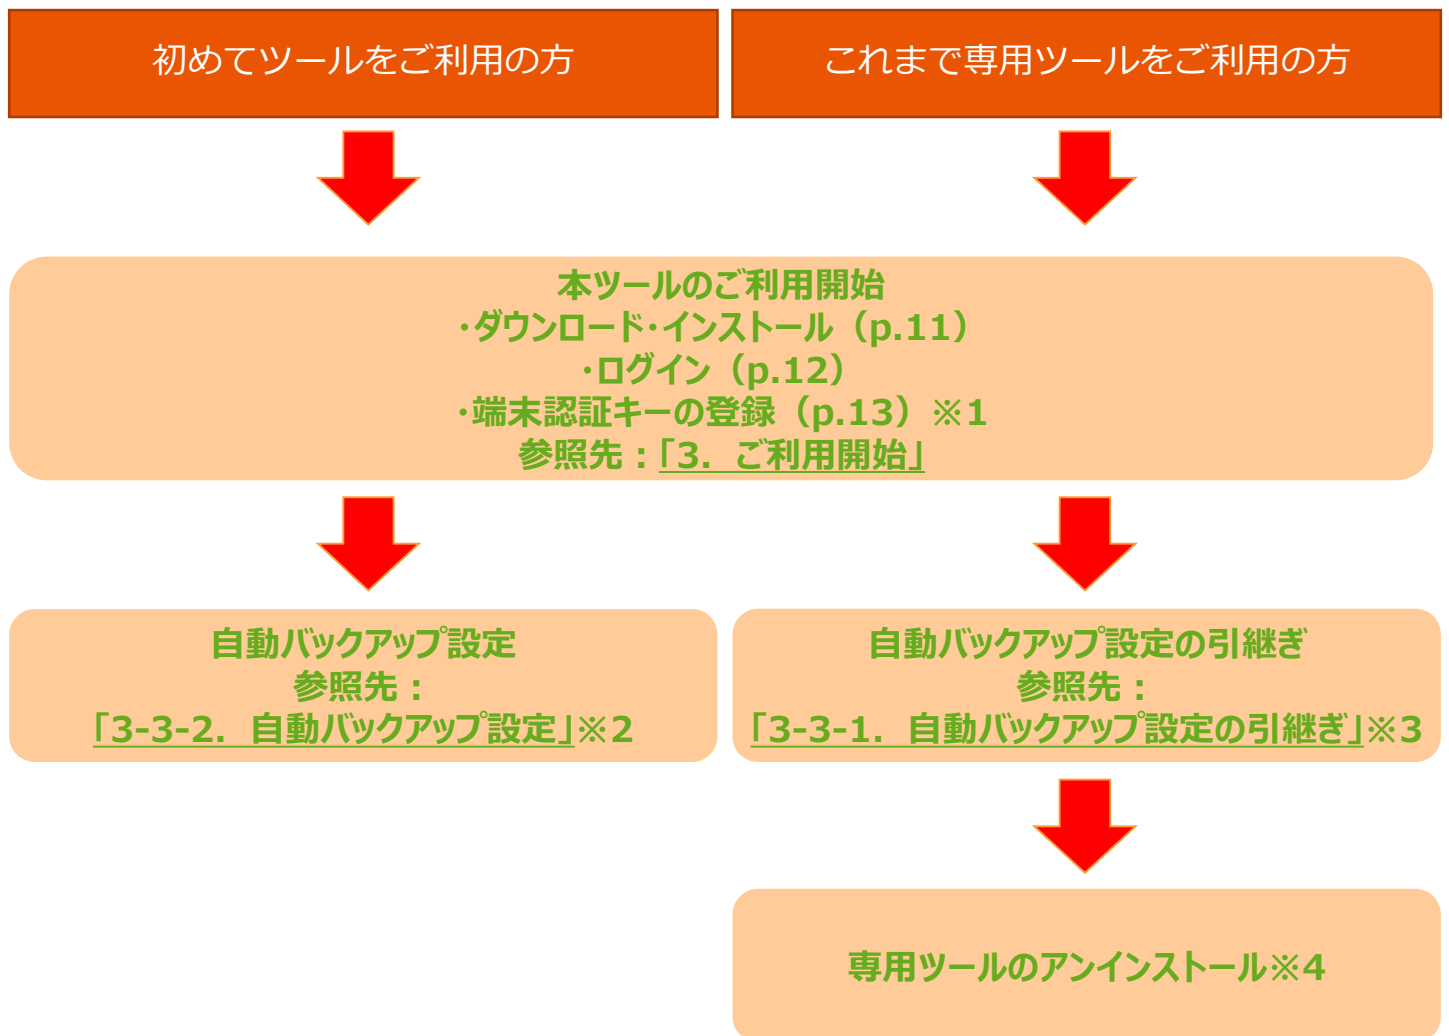 初めてツールをご利用の方
これまで専用ツールをご利用の方
本ツールのご利用開始
・ダウンロード・インストール（p.11）
・ログイン（p.12）
・端末認証キーの登録（p.13）※1
参照先：「3．ご利用開始」
自動バックアップ設定
参照先：
「3-3-2．自動バックアップ設定」※2
自動バックアップ設定の引継ぎ
参照先：
「3-3-1．自動バックアップ設定の引継ぎ」※3
専用ツールのアンインストール※4